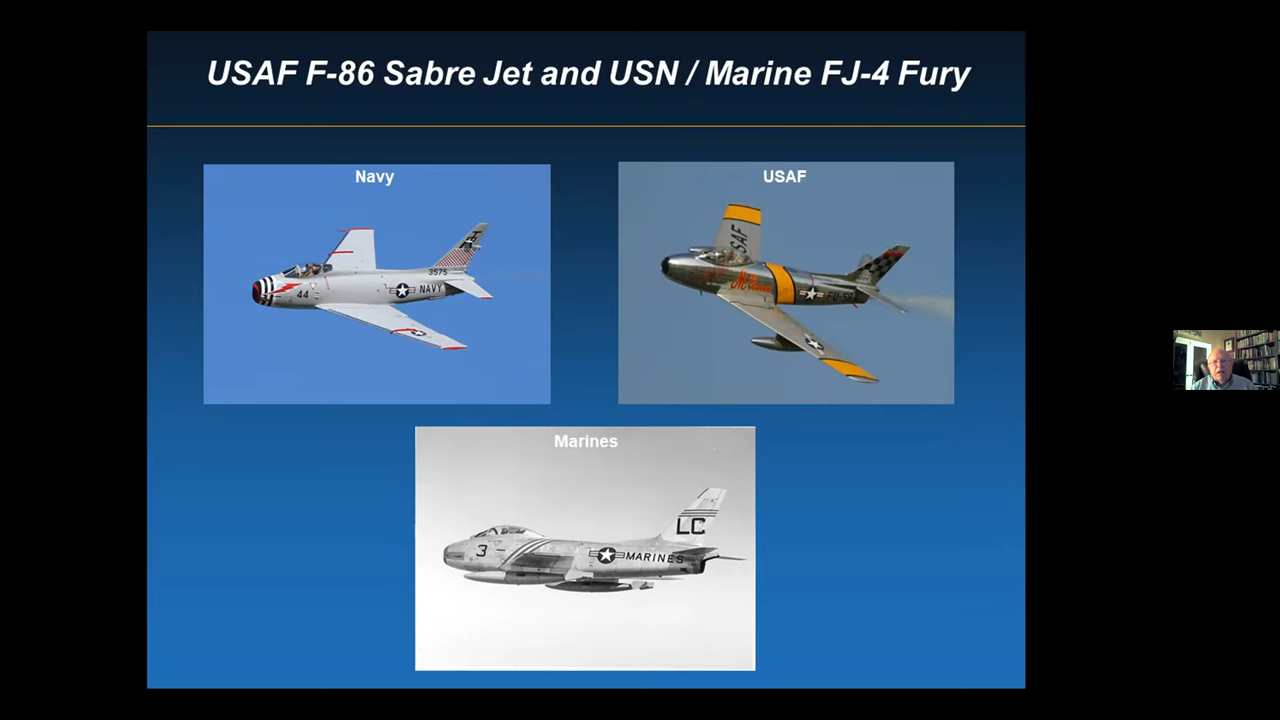 USAF F-86 Sabre Jet and USN / Marine FJ-4 Fury
Navy
3575
44
NAVY
USAF
SAF
Marines
LC
3
MARINES